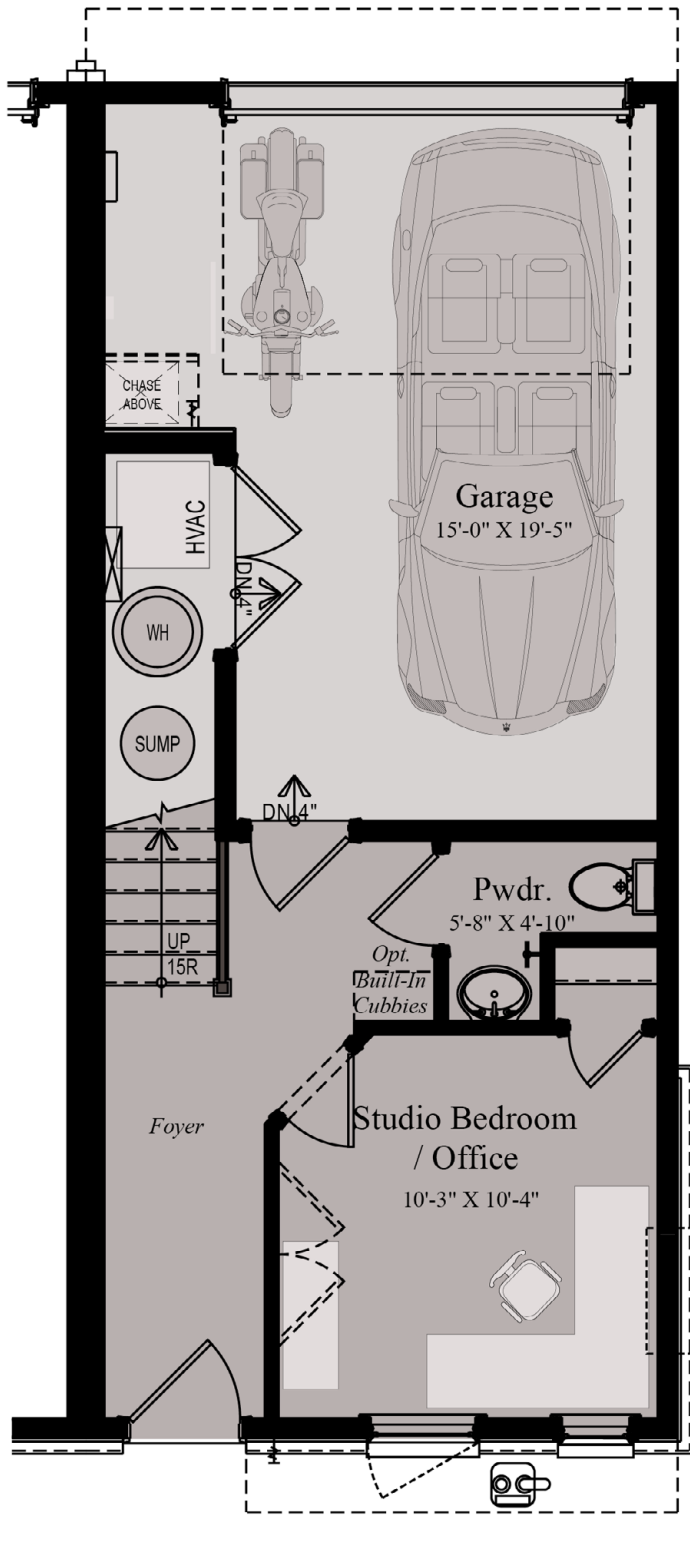 CHASE
ABOVE
Garage
15'-0" X 19'-5"
HVAC
DN 4"
WH
SUMP
DN 4"
Pwdr.
5'-8" X 4'-10"
UP
15R
Opt.
Built-In
Cubbies
Foyer
Studio Bedroom
/ Office
10'-3" X 10'-4"